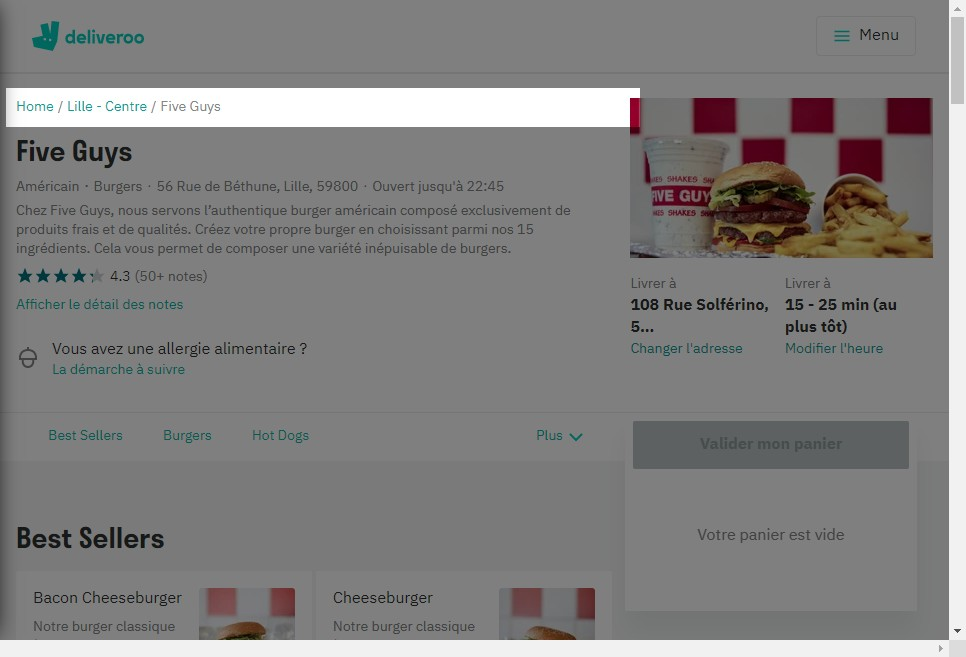 deliveroo
Menu
Home / Lille - Centre / Five Guys
Five Guys
Américain · Burgers · 56 Rue de Béthune, Lille, 59800 · Ouvert jusqu'à 22:45
Chez Five Guys, nous servons l’authentique burger américain composé exclusivement de
produits frais et de qualités. Créez votre propre burger en choisissant parmi nos 15
ingrédients. Cela vous permet de composer une variété inépuisable de burgers.
4.3 (50+ notes)
Afficher le détail des notes
Vous avez une allergie alimentaire ?
La démarche à suivre
SHAKES SHAKES
FIVE GUY
SHAKES SHAKES
Livrer à
108 Rue Solférino,
5...
Changer l'adresse
Livrer à
15 - 25 min (au
plus tôt)
Modifier l'heure
Best Sellers
Burgers
Hot Dogs
Plus
Valider mon panier
Votre panier est vide
Best Sellers
Bacon Cheeseburger
Notre burger classique
Cheeseburger
Notre burger classique